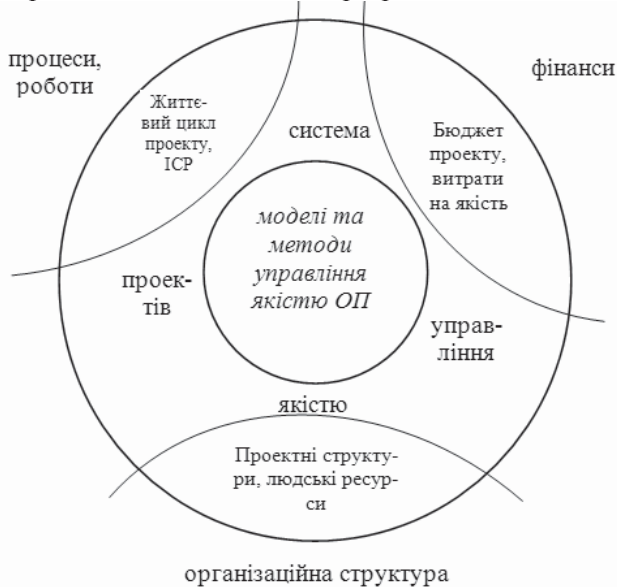 процеси,
роботи
фінанси
Життє-
вий цикл
проекту,
ІСР
система
Бюджет
проекту,
витрати
на якість
моделі та
методи
управління
якістю ОП
проек-
тів
управ-
ління
якістю
Проектні структу-
ри, людські ресур-
си
організаційна структура